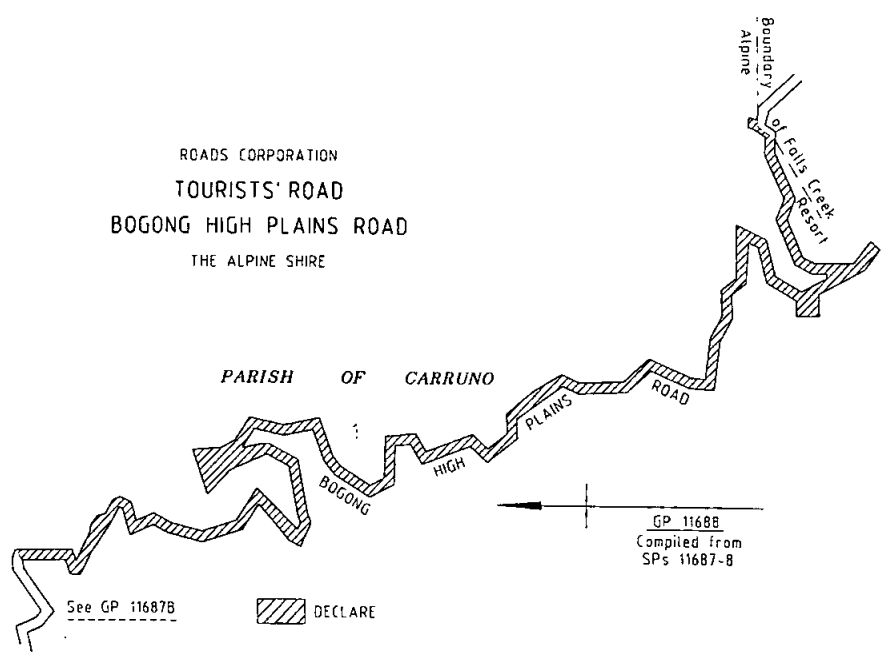 Boundary
Alpine
of Falls Creek
Resort
ROADS CORPORATION
TOURISTS' ROAD
BOGONG HIGH PLAINS ROAD
THE ALPINE SHIRE
PARISH OF CARRUNO
BOGONG HIGH PLAINS ROAD
GP 11688
Compiled from
SPs 11687-8
See GP 11687B
DECLARE